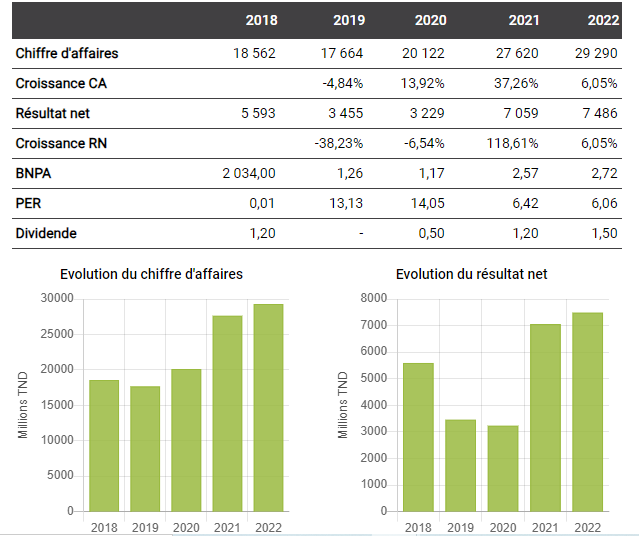 2018 2019 2020 2021 2022
Chiffre d'affaires 18 562 17 664 20 122 27 620 29 290
Croissance CA -4,84% 13,92% 37,26% 6,05%
Résultat net 5 593 3 455 3 229 7 059 7 486
Croissance RN -38,23% -6,54% 118,61% 6,05%
BNPA 2 034,00 1,26 1,17 2,57 2,72
PER 0,01 13,13 14,05 6,42 6,06
Dividende 1,20 - 0,50 1,20 1,50
Evolution du chiffre d'affaires
Millions TND
30000
25000
20000
15000
10000
5000
0
2018 2019 2020 2021 2022
Evolution du résultat net
Millions TND
8000
7000
6000
5000
4000
3000
2000
1000
0
2018 2019 2020 2021 2022